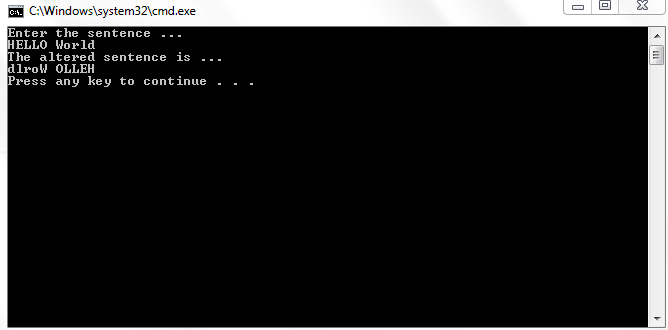 C:\Windows\system32\cmd.exe
Enter the sentence ...
HELLO World
The altered sentence is ...
dlroW OLLEH
Press any key to continue . . .